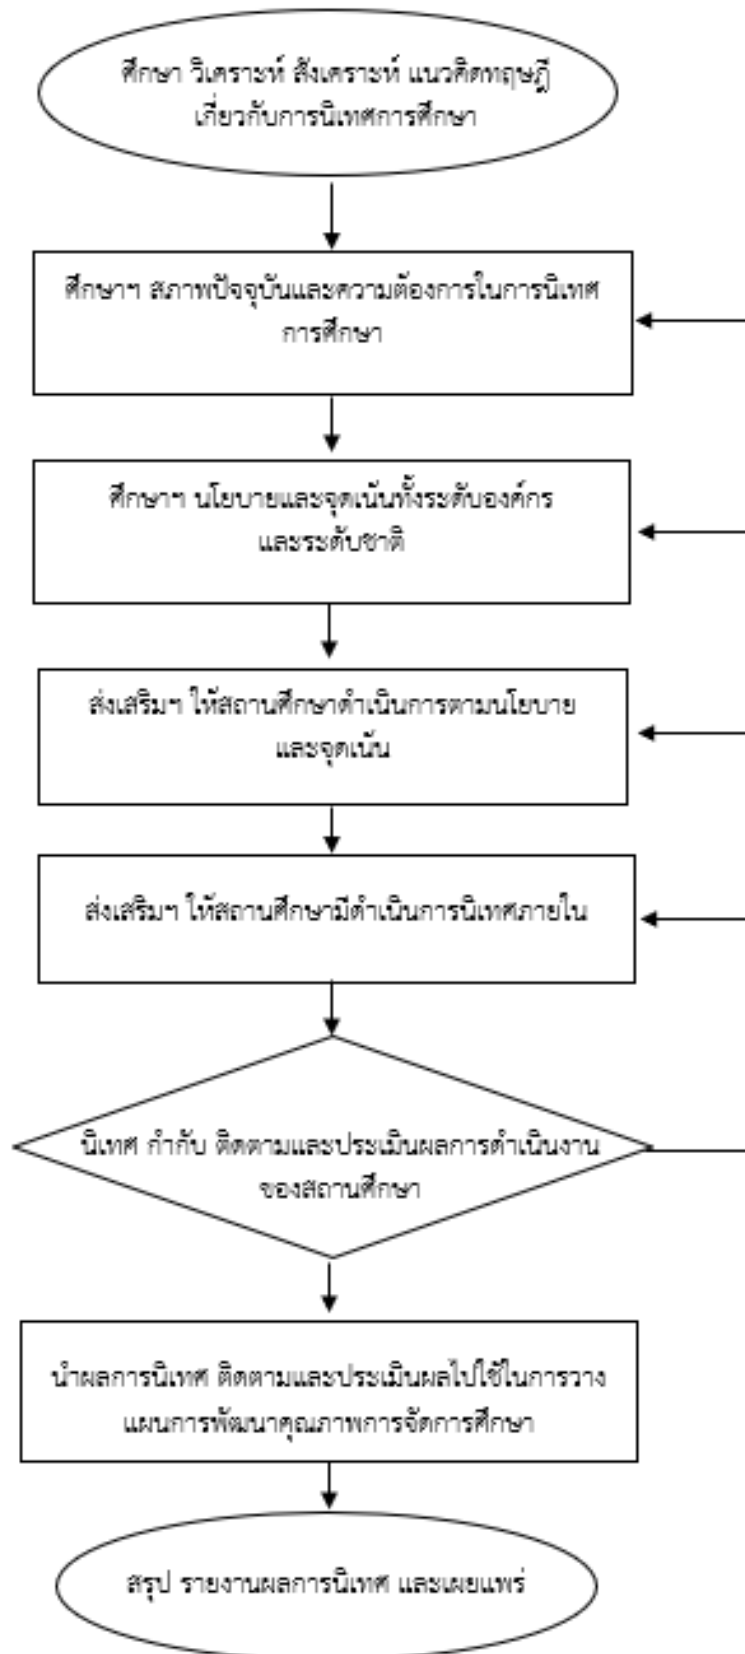 ศึกษา วิเคราะห์ สังเคราะห์ แนวคิดทฤษฎี
เกี่ยวกับการนิเทศการศึกษา
ศึกษาฯ สภาพปัจจุบันและความต้องการในการนิเทศ
การศึกษา
ศึกษาฯ นโยบายและจุดเน้นทั้งระดับองค์กร
และระดับชาติ
ส่งเสริมฯ ให้สถานศึกษาดำเนินการตามนโยบาย
และจุดเน้น
ส่งเสริมฯ ให้สถานศึกษามีดำเนินการนิเทศภายใน
นิเทศ กำกับ ติดตามและประเมินผลการดำเนินงาน
ของสถานศึกษา
นำผลการนิเทศ ติดตามและประเมินผลไปใช้ในการวาง
แผนการพัฒนาคุณภาพการจัดการศึกษา
สรุป รายงานผลการนิเทศ และเผยแพร่